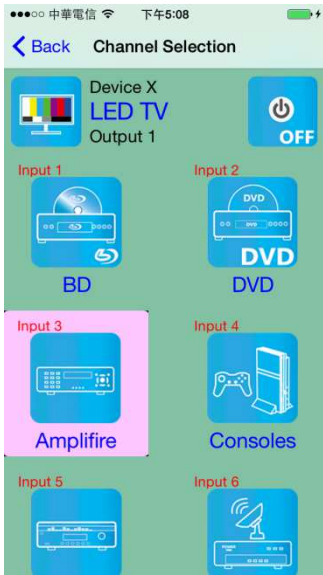 中華電信 下午5:08
Back Channel Selection
Device X
LED TV
Output 1
OFF
Input 1 Input 2
DVD
DVD
BD DVD
Input 3 Input 4
Amplifire Consoles
Input 5 Input 6